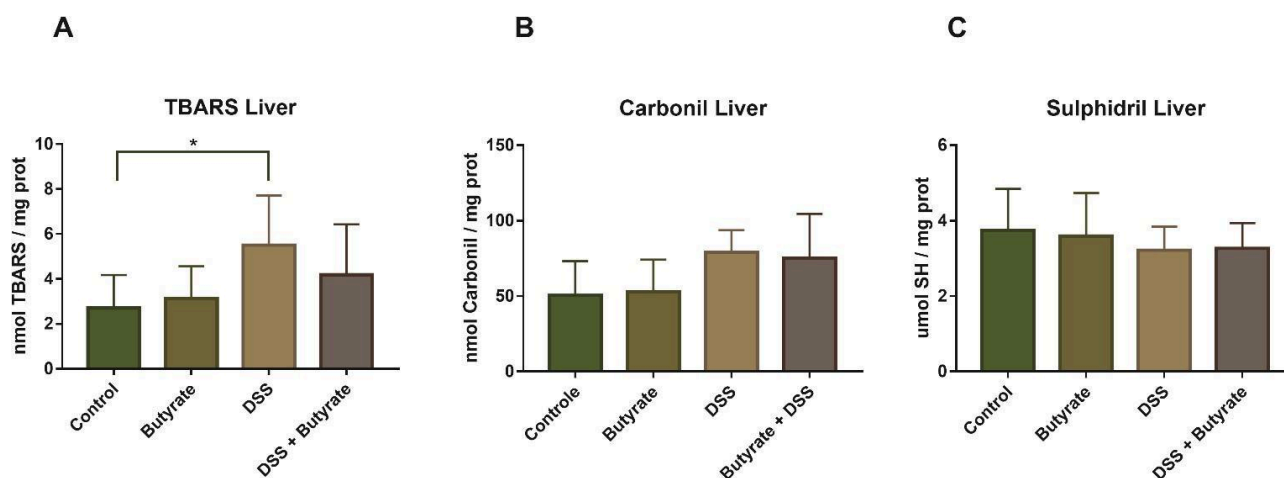 A
TBARS Liver
nmol TBARS / mg prot
10
8
6
4
2
0
*
Control
Butyrate
DSS
DSS + Butyrate
B
Carbonil Liver
nmol Carbonil / mg prot
150
100
50
0
Controle
Butyrate
DSS
Butyrate + DSS
C
Sulphidril Liver
umol SH / mg prot
6
4
2
0
Control
Butyrate
DSS
DSS + Butyrate